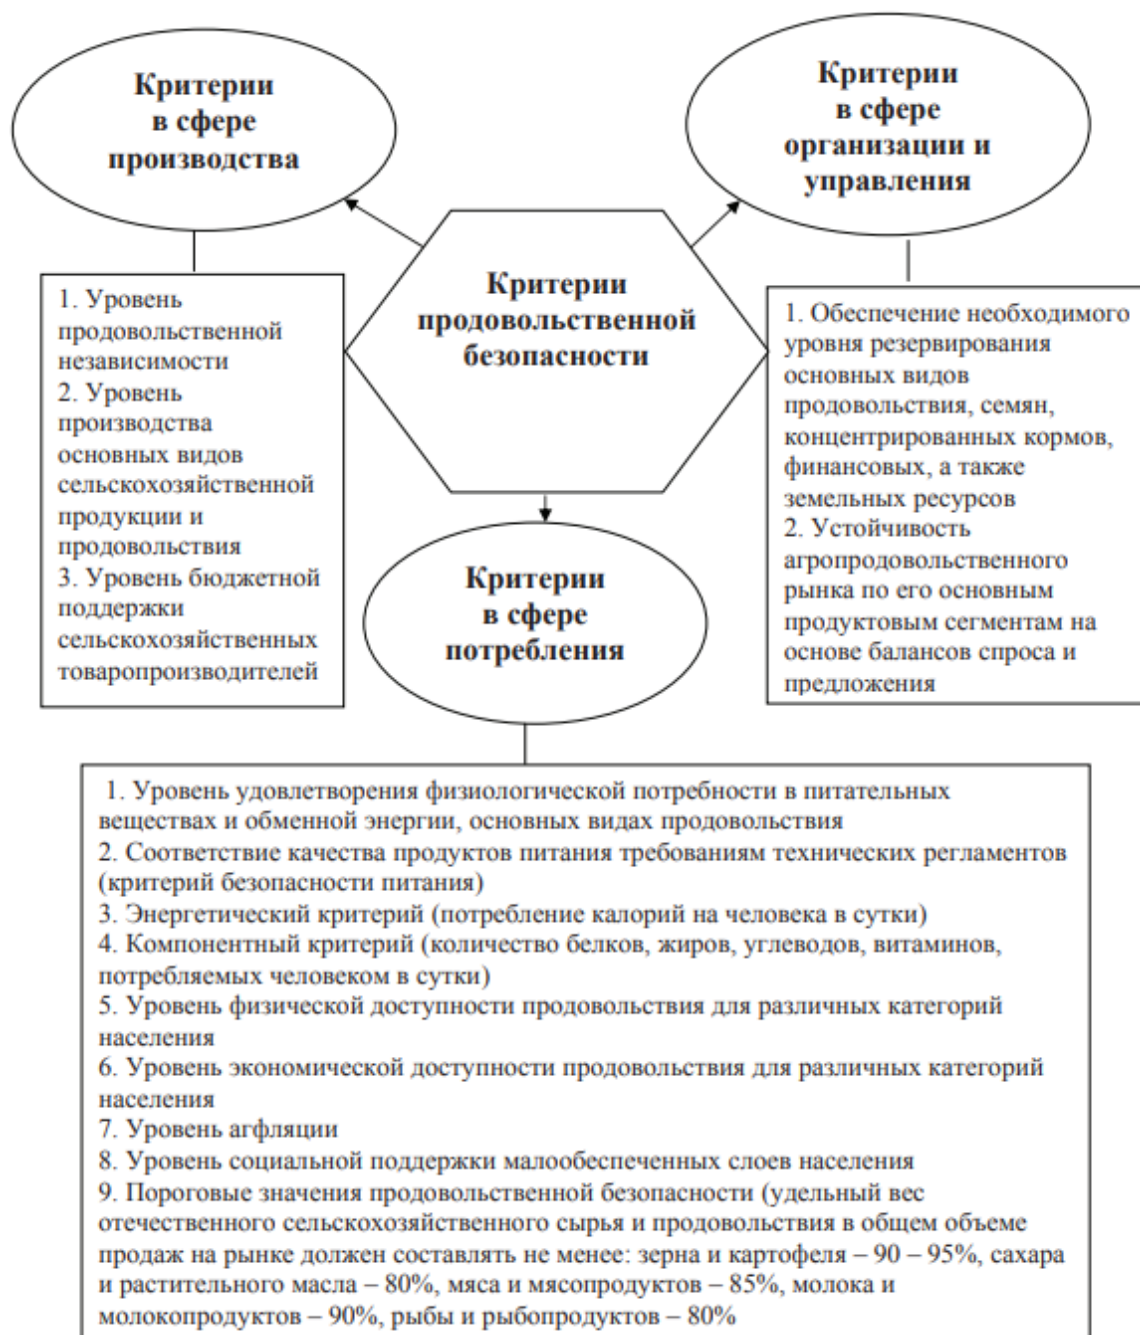 Критерии
в сфере
производства
Критерии
в сфере
организации и
управления
Критерии
продовольственной
безопасности
1. Уровень
продовольственной
независимости
2. Уровень
производства
основных видов
сельскохозяйственной
продукции и
продовольствия
3. Уровень бюджетной
поддержки
сельскохозяйственных
товаропроизводителей
1. Обеспечение необходимого
уровня резервирования
основных видов
продовольствия, семян,
концентрированных кормов,
финансовых, а также
земельных ресурсов
2. Устойчивость
агропродовольственного
рынка по его основным
продуктовым сегментам на
основе балансов спроса и
предложения
Критерии
в сфере
потребления
1. Уровень удовлетворения физиологической потребности в питательных
веществах и обменной энергии, основных видах продовольствия
2. Соответствие качества продуктов питания требованиям технических регламентов
(критерий безопасности питания)
3. Энергетический критерий (потребление калорий на человека в сутки)
4. Компонентный критерий (количество белков, жиров, углеводов, витаминов,
потребляемых человеком в сутки)
5. Уровень физической доступности продовольствия для различных категорий
населения
6. Уровень экономической доступности продовольствия для различных категорий
населения
7. Уровень агфляции
8. Уровень социальной поддержки малообеспеченных слоев населения
9. Пороговые значения продовольственной безопасности (удельный вес
отечественного сельскохозяйственного сырья и продовольствия в общем объеме
продаж на рынке должен составлять не менее: зерна и картофеля – 90 – 95%, сахара
и растительного масла – 80%, мяса и мясопродуктов – 85%, молока и
молокопродуктов – 90%, рыбы и рыбопродуктов – 80%